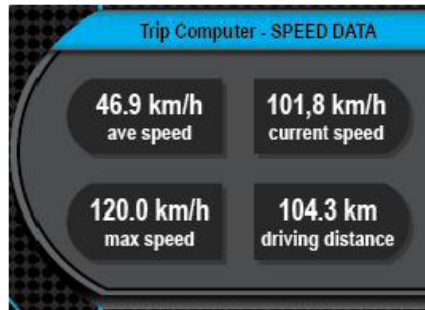 Trip Computer - SPEED DATA
46.9 km/h
ave speed
101,8 km/h
current speed
120.0 km/h
max speed
104.3 km
driving distance